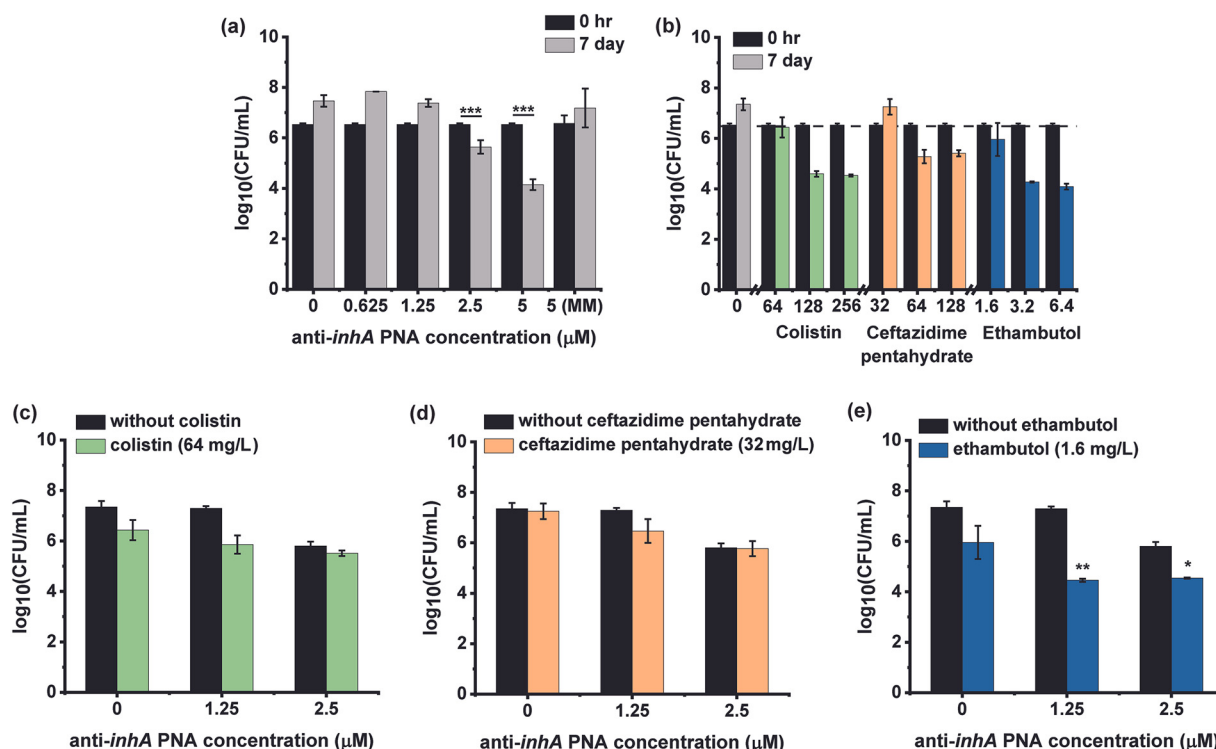 (a)
0 hr
7 day
10
8
6
4
2
0
log10(CFU/mL)
***
***
0 0.625 1.25 2.5 5 5 (MM)
anti-inhA PNA concentration (μM)
(b)
0 hr
7 day
10
8
6
4
2
0
log10(CFU/mL)
0 64 128 256 32 64 128 1.6 3.2 6.4
Colistin Ceftazidime Ethambutol
pentahydrate
(c)
without colistin
colistin (64 mg/L)
10
8
6
4
2
0
log10(CFU/mL)
0 1.25 2.5
anti-inhA PNA concentration (μM)
(d)
without ceftazidime pentahydrate
ceftazidime pentahydrate (32 mg/L)
10
8
6
4
2
0
log10(CFU/mL)
0 1.25 2.5
anti-inhA PNA concentration (μM)
(e)
without ethambutol
ethambutol (1.6 mg/L)
10
8
6
4
2
0
log10(CFU/mL)
**
*
0 1.25 2.5
anti-inhA PNA concentration (μM)